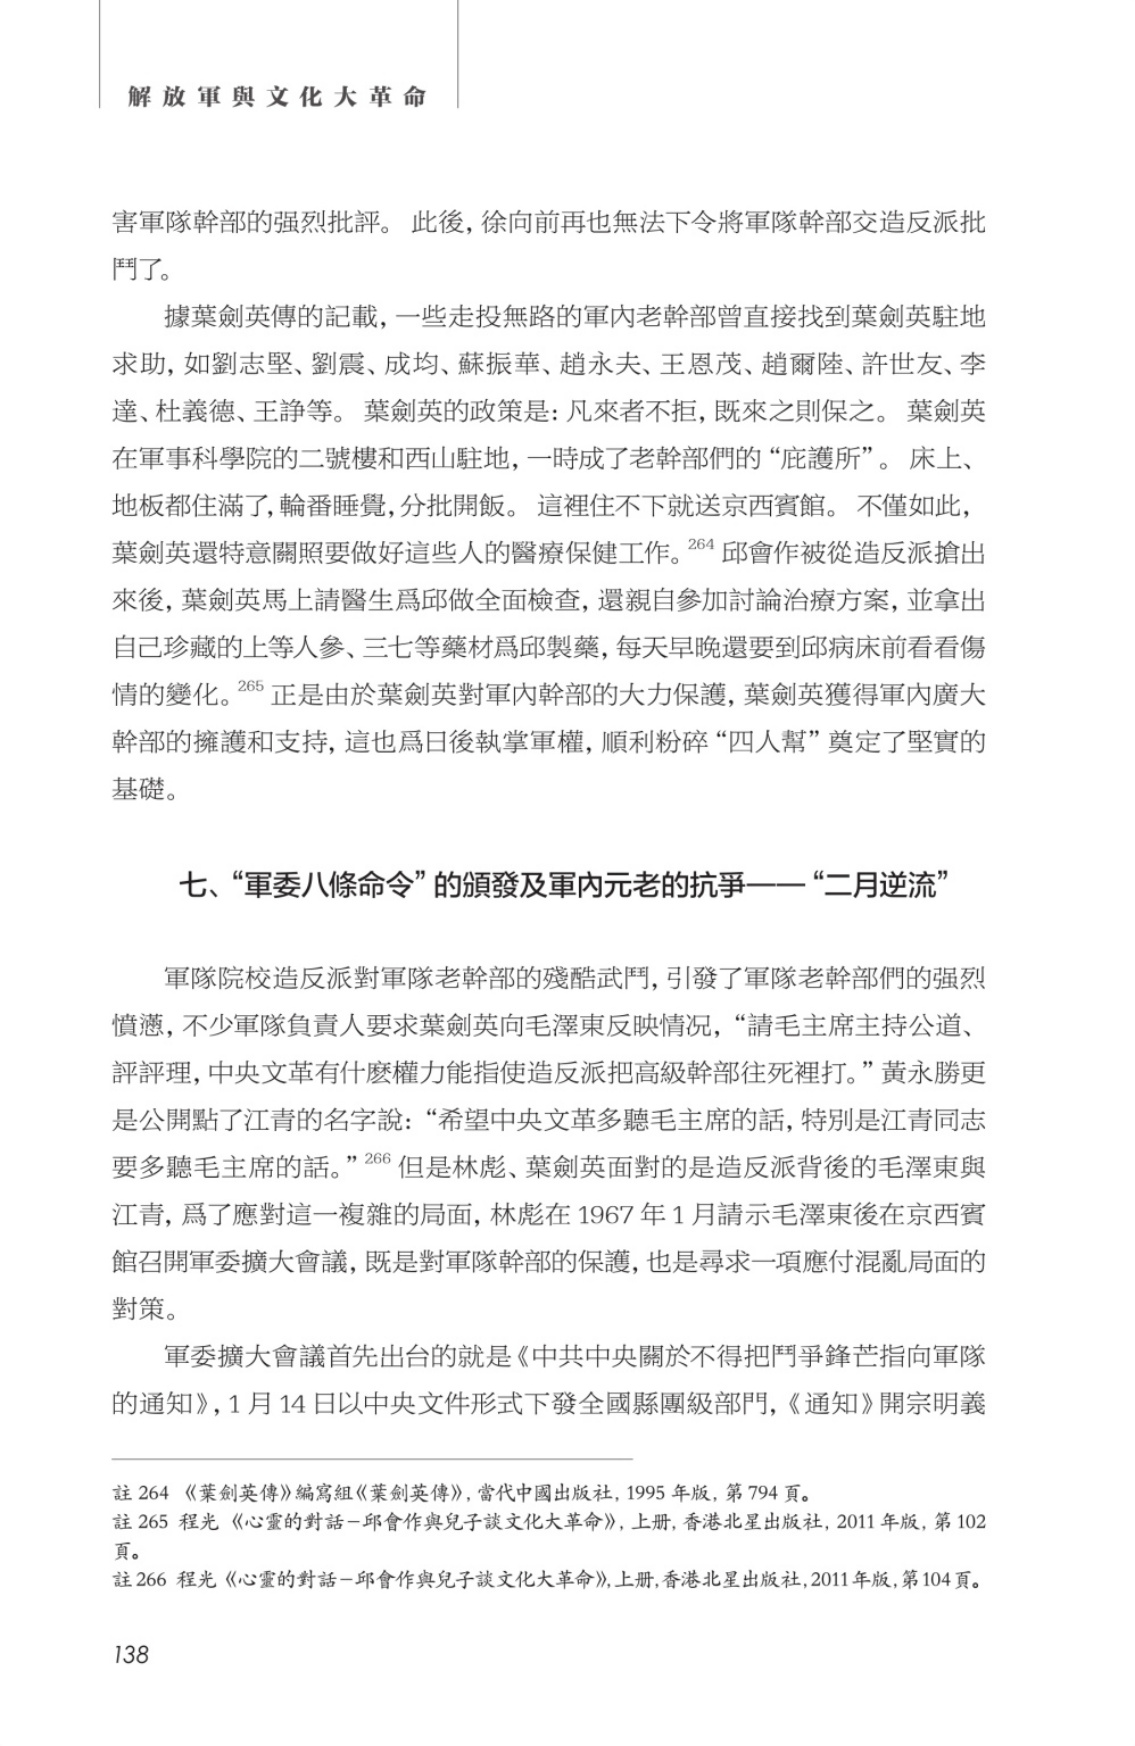 解放軍與文化大革命
害軍隊幹部的强烈批評。 此後, 徐向前再也無法下令將軍隊幹部交造反派批
鬥了。
據葉劍英傳的記載, 一些走投無路的軍內老幹部曾直接找到葉劍英駐地
求助, 如劉志堅、劉震、成均、蘇振華、趙永夫、王恩茂、趙爾陸、許世友、李
達、杜義德、王諍等。 葉劍英的政策是: 凡來者不拒, 既來之則保之。 葉劍英
在軍事科學院的二號樓和西山駐地, 一時成了老幹部們的 “庇護所” 。 床上、
地板都住滿了, 輪番睡覺, 分批開飯。 這裡住不下就送京西賓館。 不僅如此,
葉劍英還特意關照要做好這些人的醫療保健工作。264 邱會作被從造反派搶出
來後, 葉劍英馬上請醫生爲邱做全面檢查, 還親自參加討論治療方案, 並拿出
自己珍藏的上等人參、三七等藥材爲邱製藥, 每天早晚還要到邱病床前看看傷
情的變化。265 正是由於葉劍英對軍內幹部的大力保護, 葉劍英獲得軍內廣大
幹部的擁護和支持, 這也爲日後執掌軍權, 順利粉碎 “四人幫” 奠定了堅實的
基礎。
七、“軍委八條命令” 的頒發及軍內元老的抗爭—— “二月逆流”
軍隊院校造反派對軍隊老幹部的殘酷武鬥, 引發了軍隊老幹部們的强烈
憤懣, 不少軍隊負責人要求葉劍英向毛澤東反映情况, “請毛主席主持公道、
評評理, 中央文革有什麽權力能指使造反派把高級幹部往死裡打。” 黃永勝更
是公開點了江青的名字說: “希望中央文革多聽毛主席的話, 特別是江青同志
要多聽毛主席的話。” 266 但是林彪、葉劍英面對的是造反派背後的毛澤東與
江青, 爲了應對這一複雜的局面, 林彪在 1967 年 1 月請示毛澤東後在京西賓
館召開軍委擴大會議, 既是對軍隊幹部的保護, 也是尋求一項應付混亂局面的
對策。
軍委擴大會議首先出台的就是《中共中央關於不得把鬥爭鋒芒指向軍隊
的通知》, 1 月 14 日以中央文件形式下發全國縣團級部門, 《通知》開宗明義
註 264 《葉劍英傳》編寫組《葉劍英傳》, 當代中國出版社, 1995 年版, 第 794 頁。
註 265 程光 《心靈的對話－邱會作與兒子談文化大革命》, 上册, 香港北星出版社, 2011 年版, 第 102
頁。
註 266 程光《心靈的對話－邱會作與兒子談文化大革命》, 上册, 香港北星出版社, 2011 年版, 第 104 頁。
138